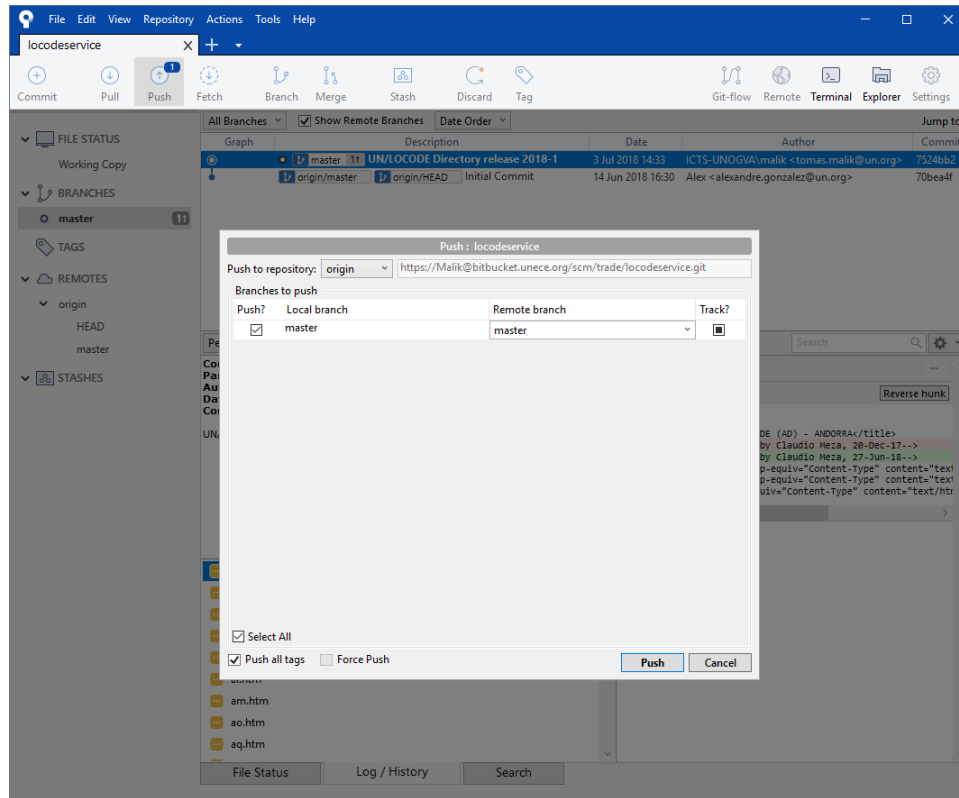 File Edit View Repository Actions Tools Help
locodeservice
1
Commit Pull Push Fetch Branch Merge Stash Discard Tag Git-flow Remote Terminal Explorer Settings
All Branches Show Remote Branches Date Order Jump to
Graph Description Date Author Commit
master 1↑ UN/LOCODE Directory release 2018-1 3 Jul 2018 14:33 ICTS-UNOGVA\malik <tomas.malik@un.org> 7524bb2
origin/master origin/HEAD Initial Commit 14 Jun 2018 16:30 Alex <alexandre.gonzalez@un.org> 70bea4f
FILE STATUS
Working Copy
BRANCHES
master 1↑
TAGS
REMOTES
origin
HEAD
master
STASHES
Push : locodeservice
Push to repository: origin https://Malik@bitbucket.unece.org/scm/trade/locodeservice.git
Branches to push
Push? Local branch Remote branch Track?
master master
Select All
Push all tags Force Push Push Cancel
Search
...
Reverse hunk
UN/
DE (AD) - ANDORRA</title>
by Claudio Meza, 20-Dec-17-->
by Claudio Meza, 27-Jun-18-->
p-equiv="Content-Type" content="text
p-equiv="Content-Type" content="text
uiv="Content-Type" content="text/htr
am.htm
ao.htm
aq.htm
File Status Log / History Search